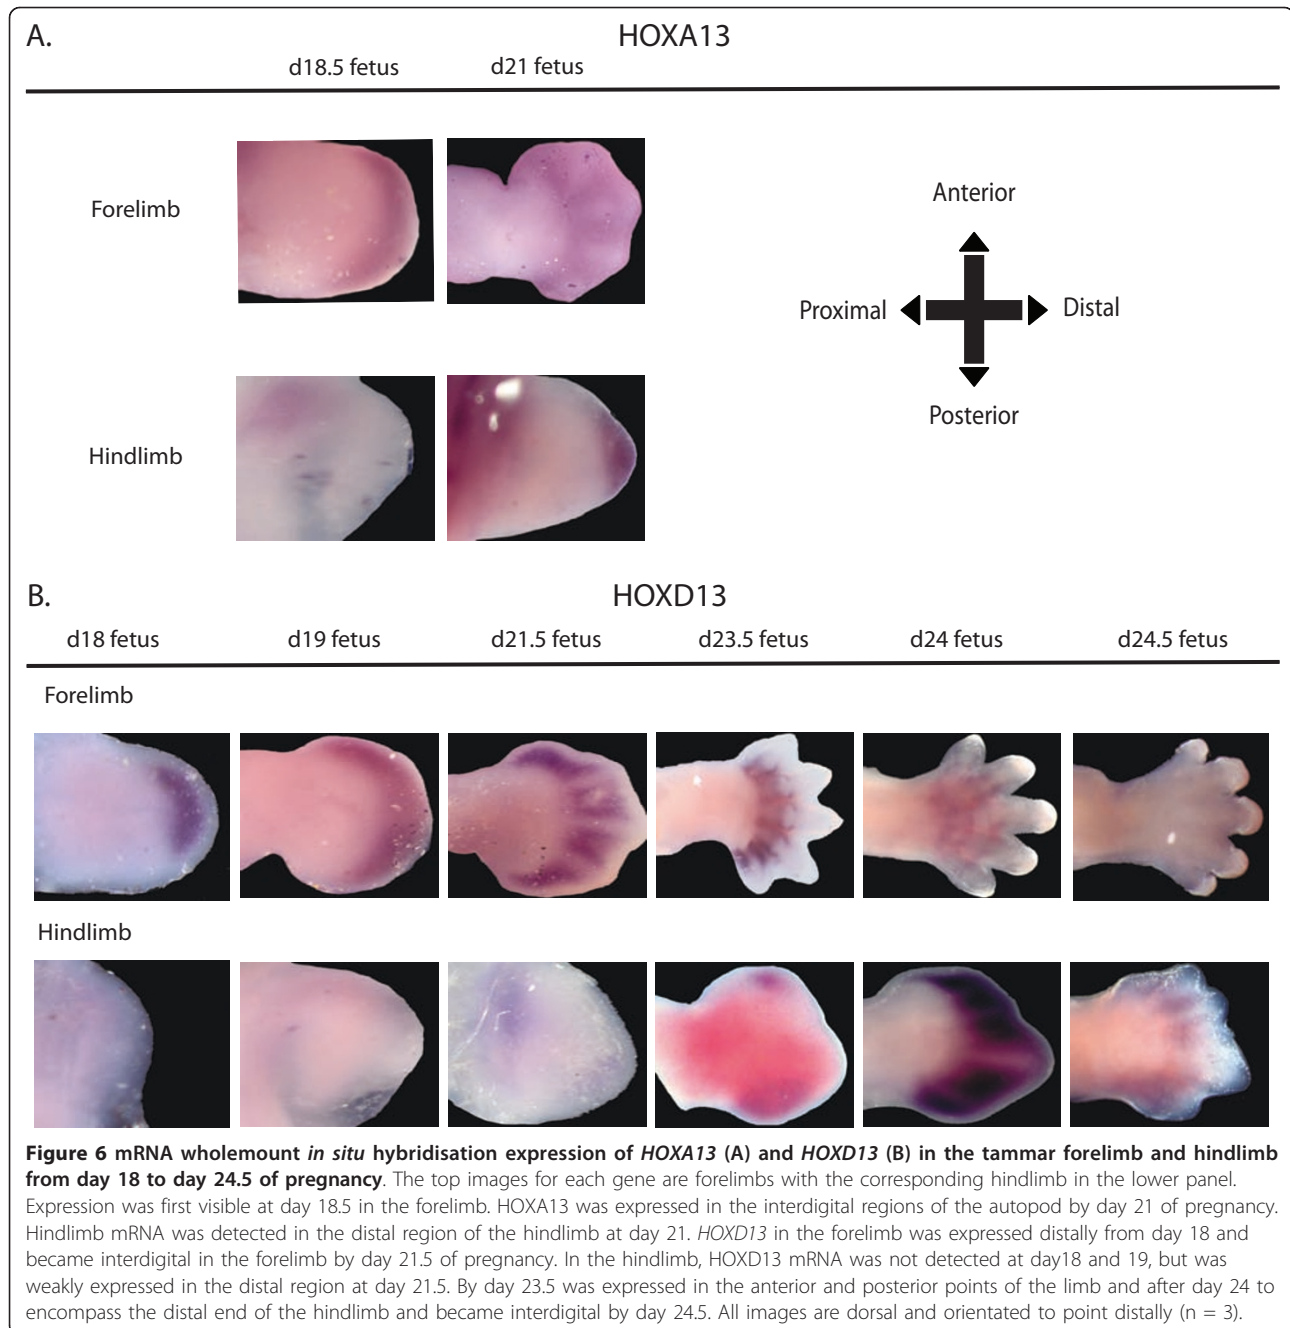 A.
HOXA13
d18.5 fetus d21 fetus
Forelimb
Anterior
Proximal Distal
Posterior
Hindlimb
B.
HOXD13
d18 fetus d19 fetus d21.5 fetus d23.5 fetus d24 fetus d24.5 fetus
Forelimb
Hindlimb
Figure 6 mRNA wholemount in situ hybridisation expression of HOXA13 (A) and HOXD13 (B) in the tammar forelimb and hindlimb
from day 18 to day 24.5 of pregnancy. The top images for each gene are forelimbs with the corresponding hindlimb in the lower panel.
Expression was first visible at day 18.5 in the forelimb. HOXA13 was expressed in the interdigital regions of the autopod by day 21 of pregnancy.
Hindlimb mRNA was detected in the distal region of the hindlimb at day 21. HOXD13 in the forelimb was expressed distally from day 18 and
became interdigital in the forelimb by day 21.5 of pregnancy. In the hindlimb, HOXD13 mRNA was not detected at day18 and 19, but was
weakly expressed in the distal region at day 21.5. By day 23.5 was expressed in the anterior and posterior points of the limb and after day 24 to
encompass the distal end of the hindlimb and became interdigital by day 24.5. All images are dorsal and orientated to point distally (n = 3).